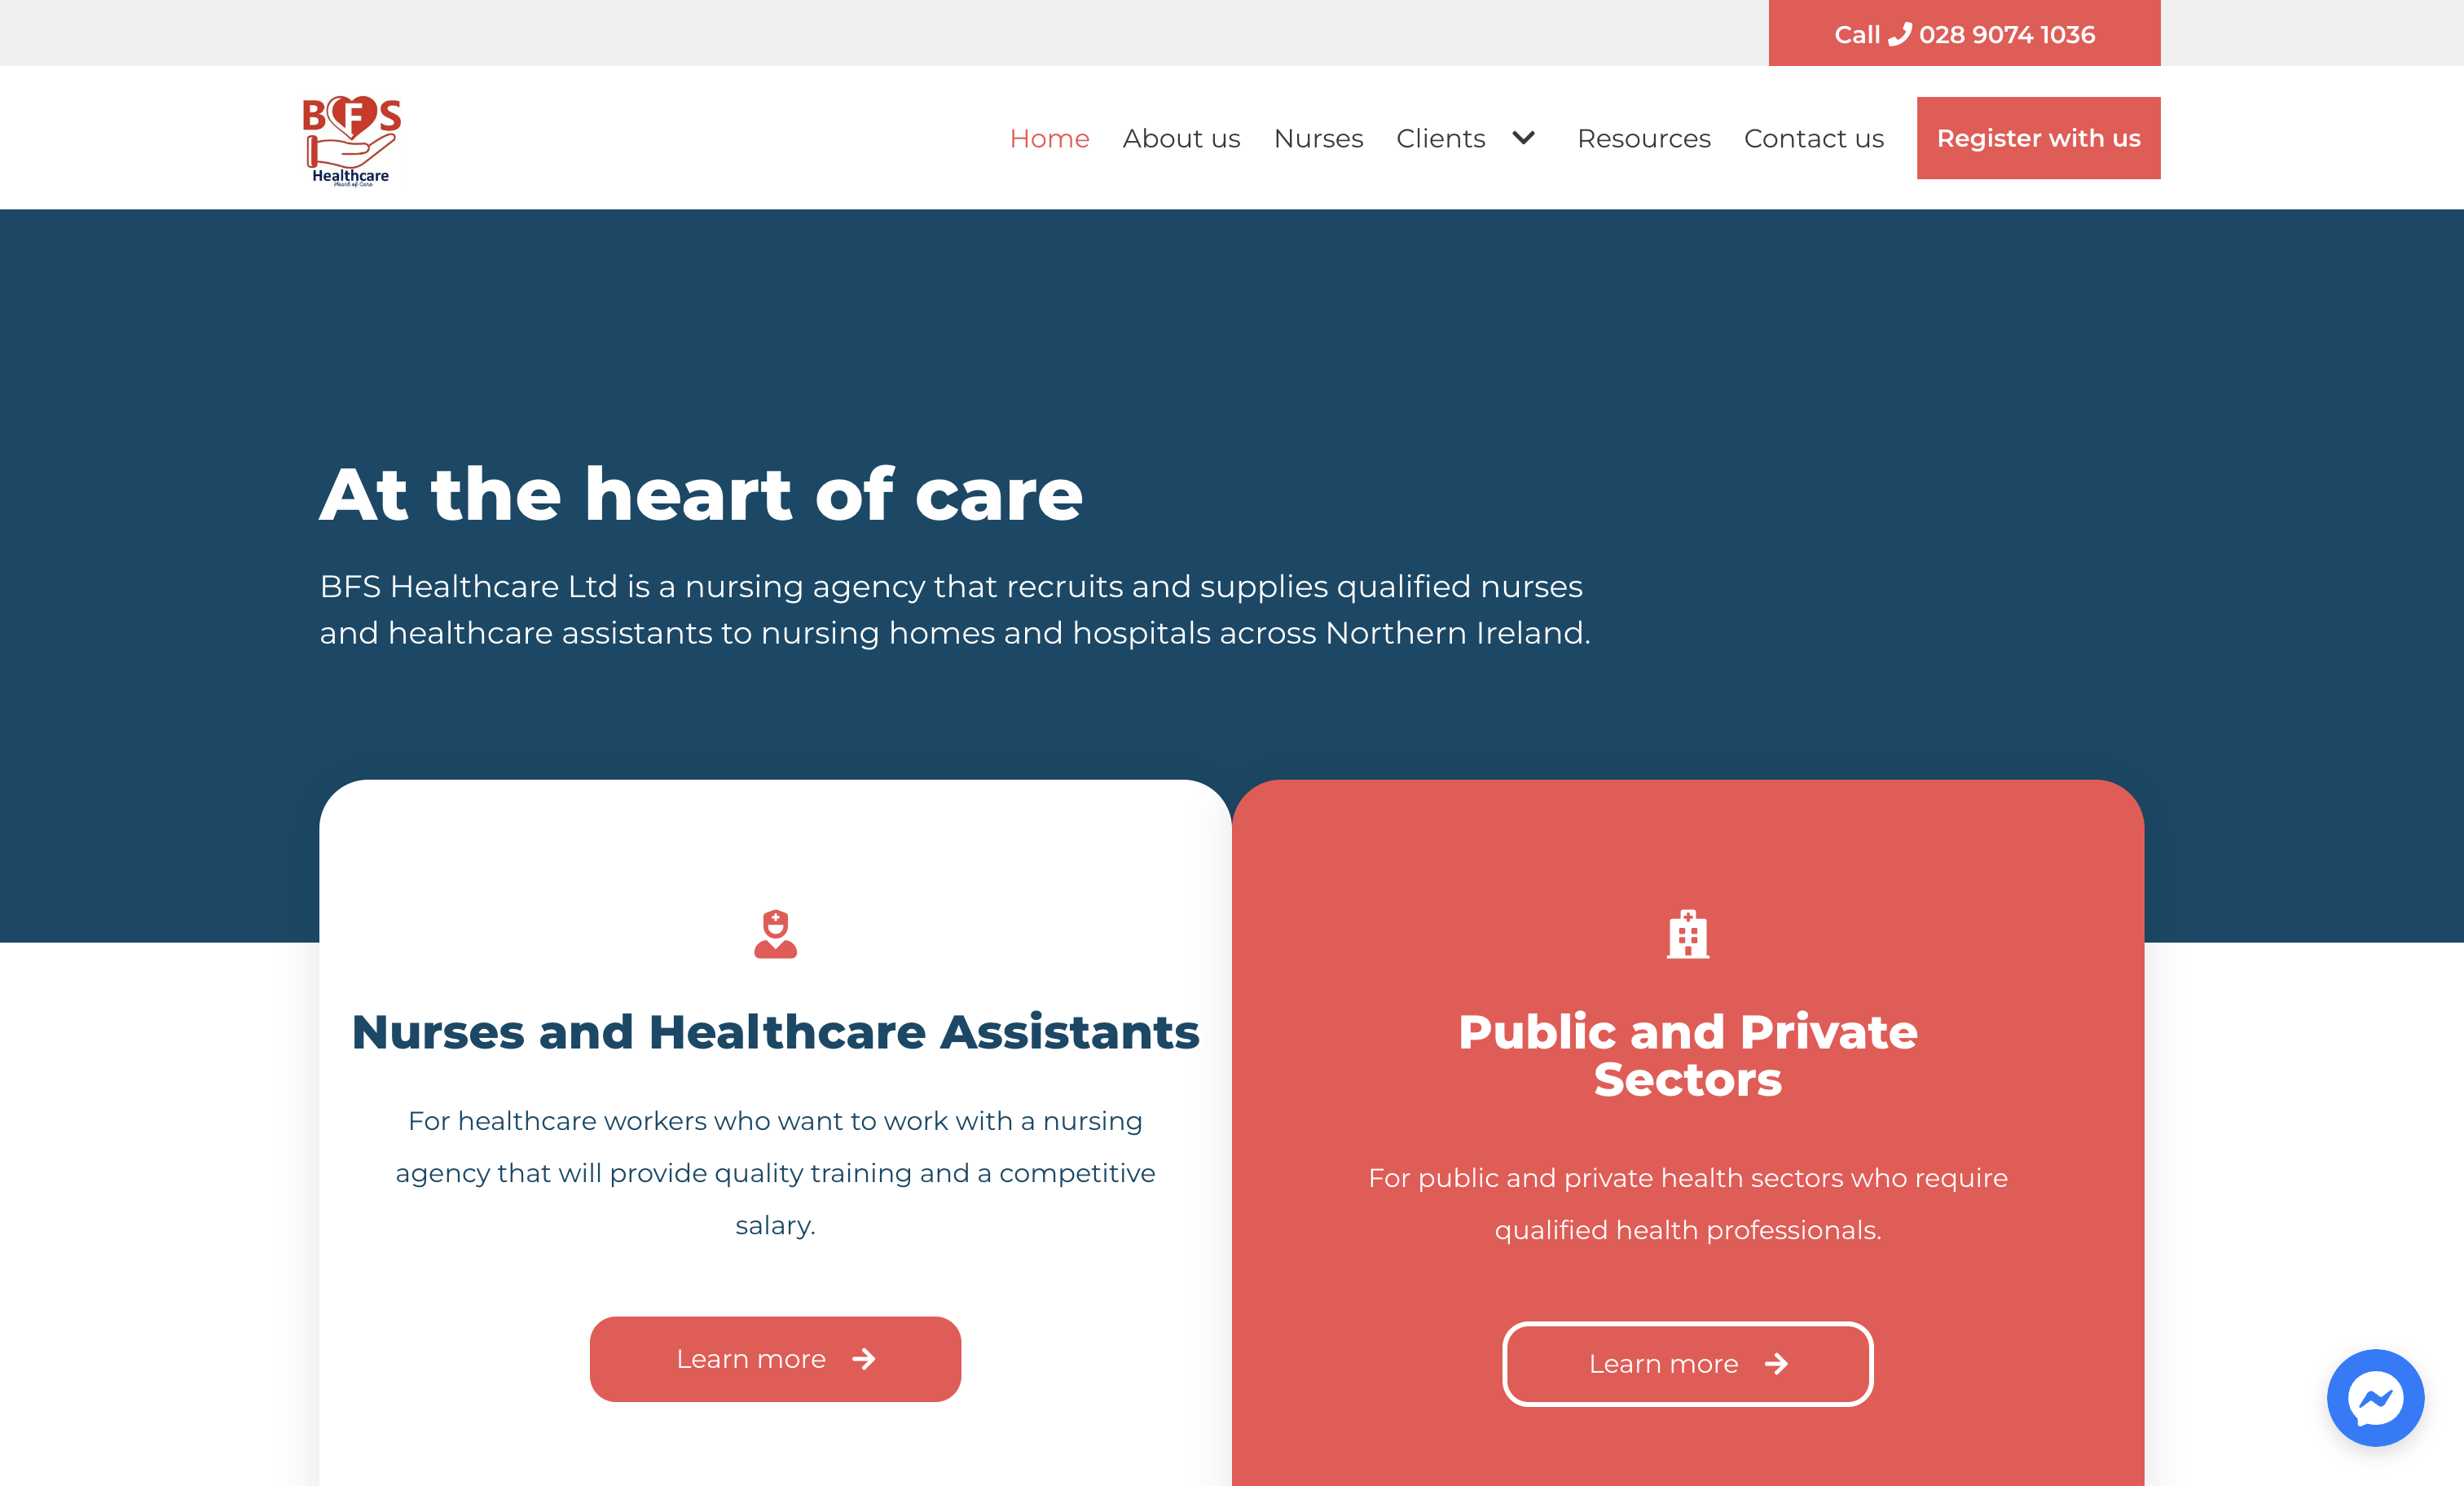 Call 028 9074 1036
BFS
Healthcare
Heart of Care
Home About us Nurses Clients Resources Contact us Register with us
At the heart of care
BFS Healthcare Ltd is a nursing agency that recruits and supplies qualified nurses
and healthcare assistants to nursing homes and hospitals across Northern Ireland.
Nurses and Healthcare Assistants
For healthcare workers who want to work with a nursing
agency that will provide quality training and a competitive
salary.
Learn more
Public and Private
Sectors
For public and private health sectors who require
qualified health professionals.
Learn more